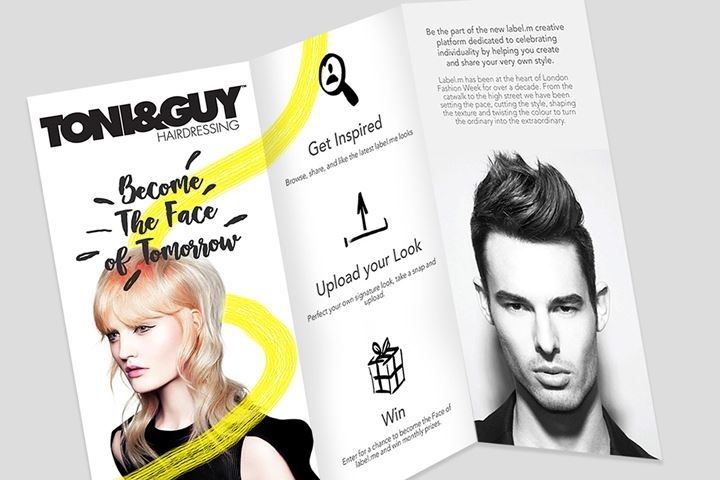 TONI&GUY™
HAIRDRESSING
Become
The Face
of Tomorrow
Get Inspired
Browse, share, and like the latest label.me looks
Upload your Look
Perfect your own signature look, take a snap and
upload.
Win
Enter for a chance to become the Face of
label.me and win monthly prizes.
Be the part of the new label.m creative
platform dedicated to celebrating
individuality by helping you create
and share your very own style.
Label.m has been at the heart of London
Fashion Week for over a decade. From the
catwalk to the high street we have been
setting the pace, cutting the style, shaping
the texture and twisting the colour to turn
the ordinary into the extraordinary.